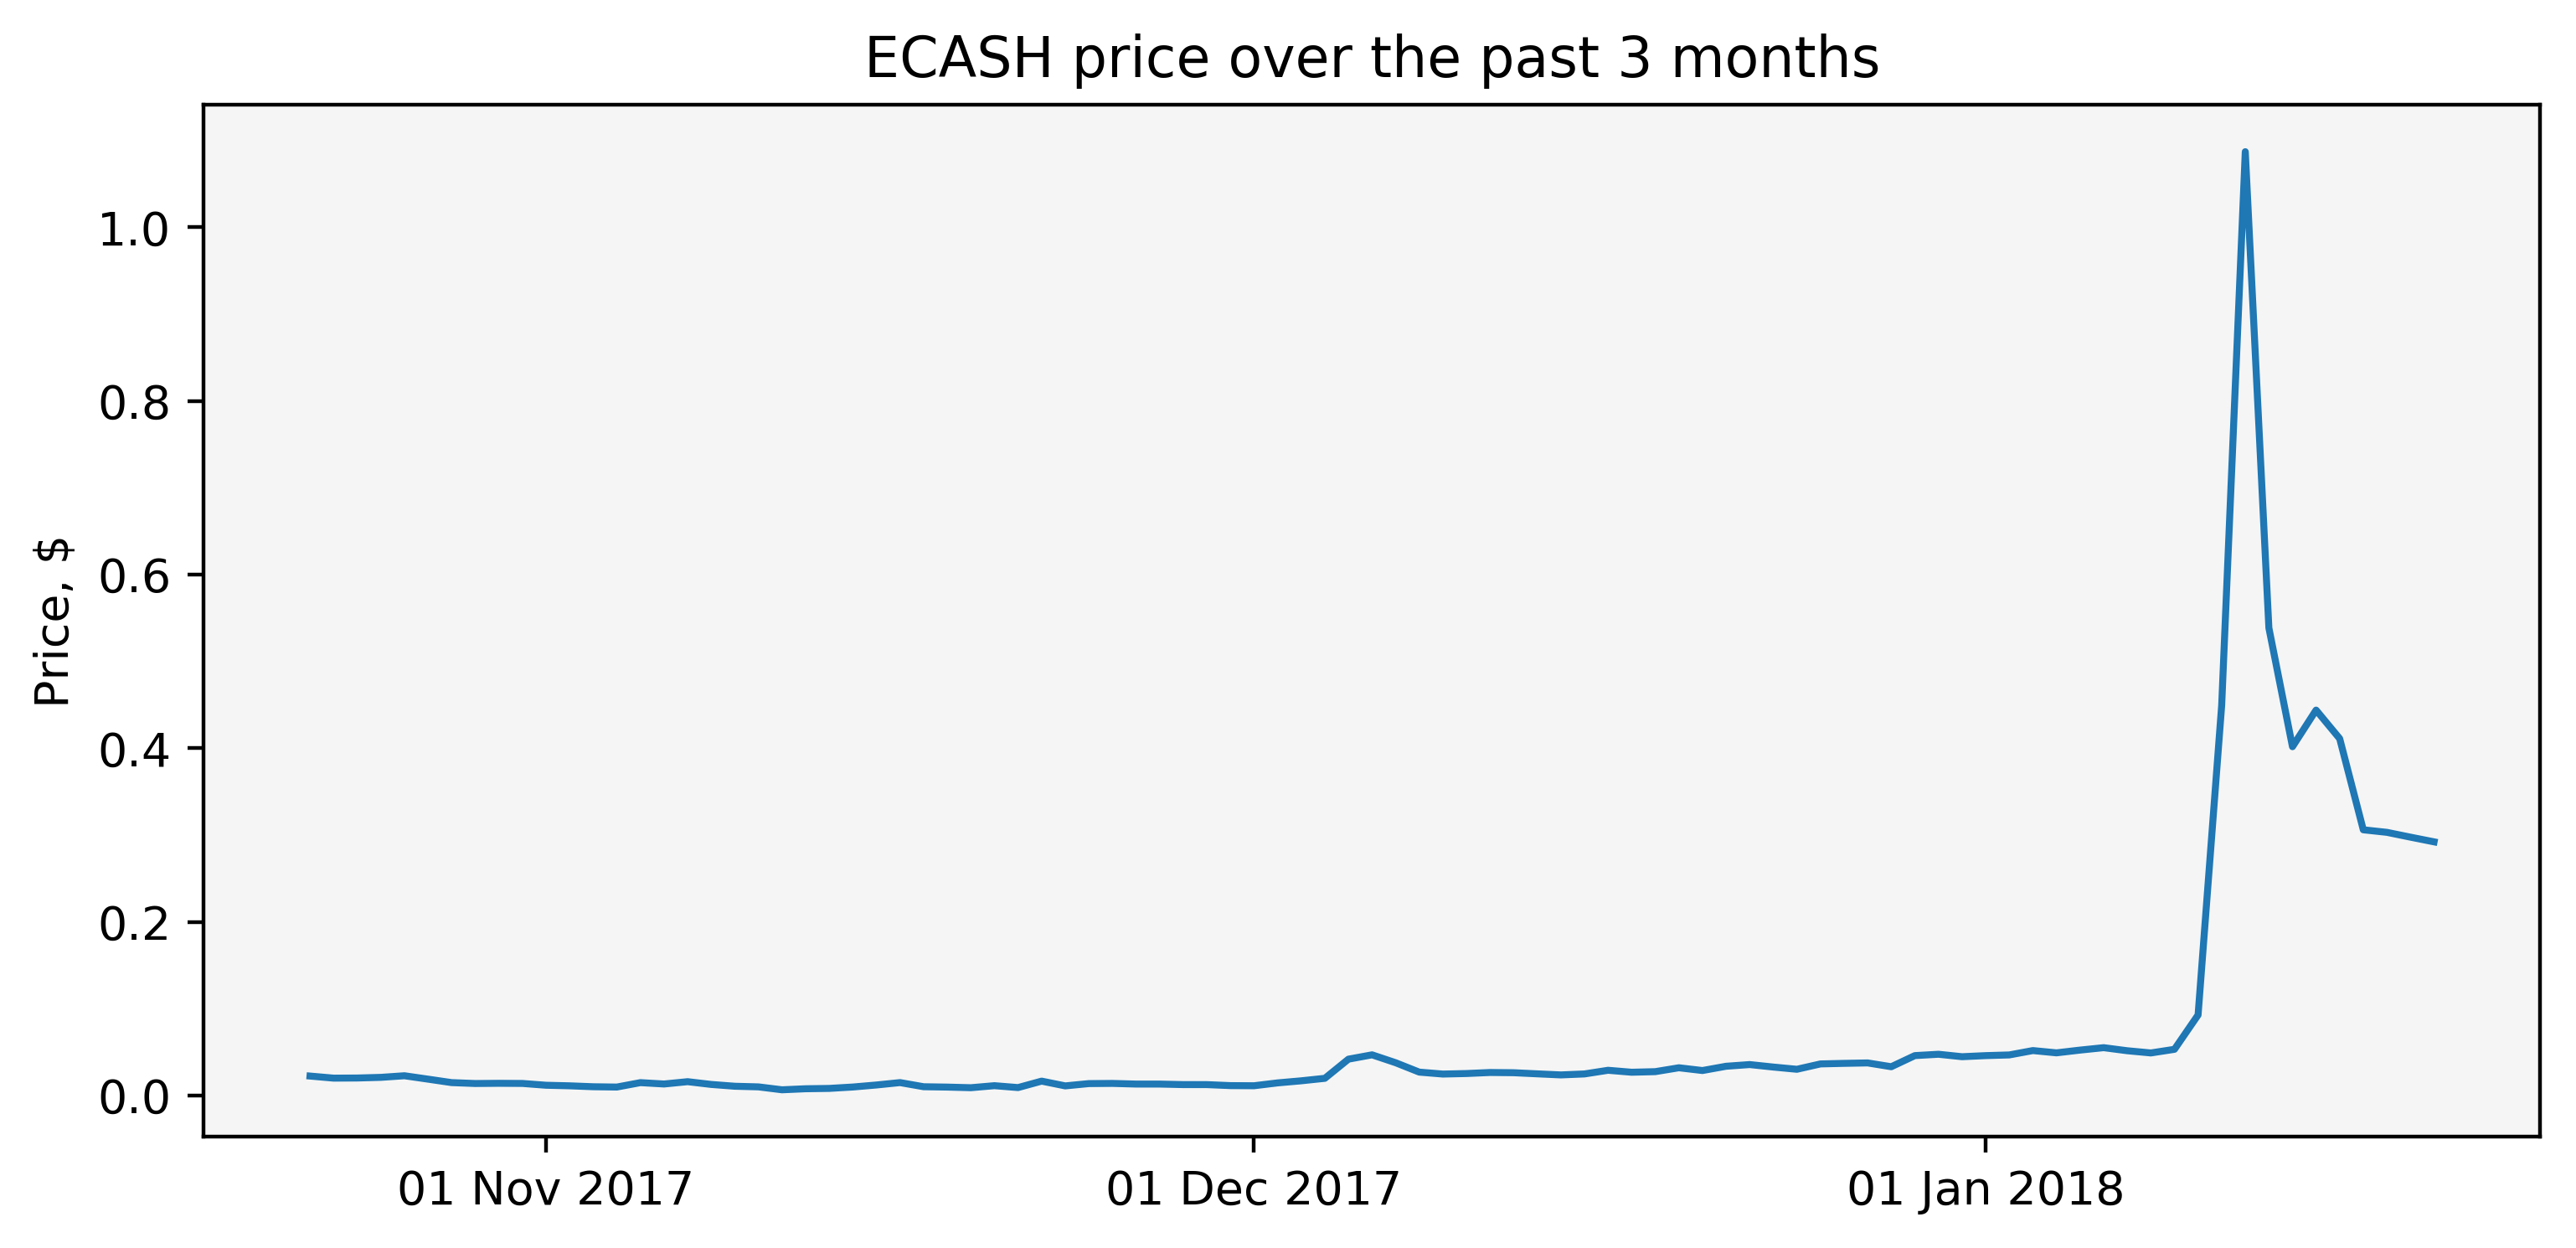 ECASH price over the past 3 months
Price, $
1.0
0.8
0.6
0.4
0.2
0.0
01 Nov 2017
01 Dec 2017
01 Jan 2018